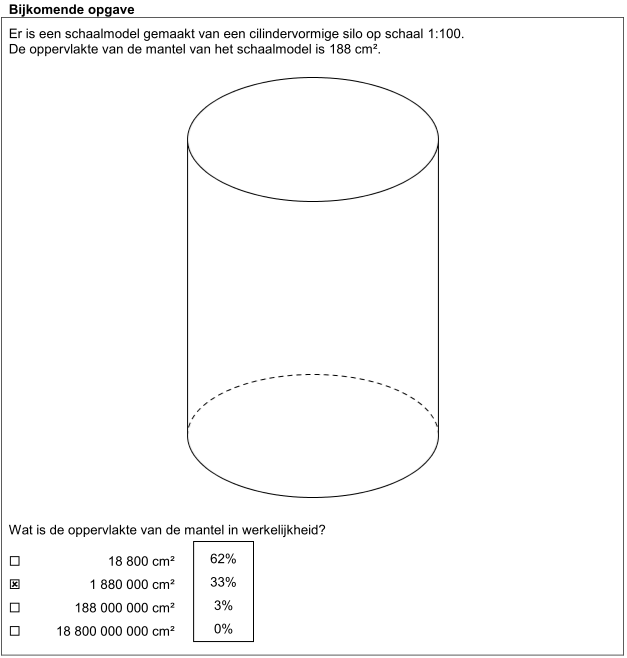 Bijkomende opgave
Er is een schaalmodel gemaakt van een cilindervormige silo op schaal 1:100.
De oppervlakte van de mantel van het schaalmodel is 188 cm².
Wat is de oppervlakte van de mantel in werkelijkheid?
18 800 cm² 62%
1 880 000 cm² 33%
188 000 000 cm² 3%
18 800 000 000 cm² 0%